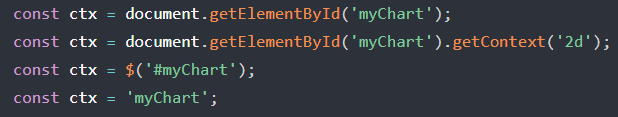 const ctx = document.getElementById('myChart');
const ctx = document.getElementById('myChart').getContext('2d');
const ctx = $('#myChart');
const ctx = 'myChart';